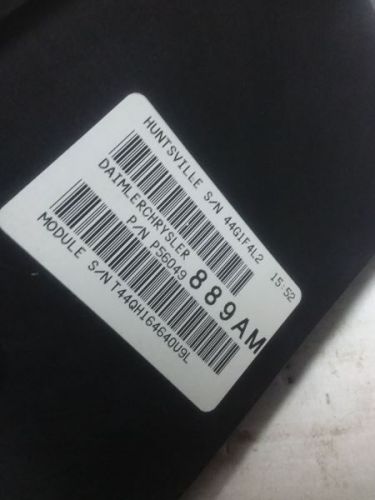 HUNTSVILLE S/N 44G1F4L2 15:52
DAIMLERCHRYSLER
P/N P56049 889AM
MODULE S/N T44QH164640U9L